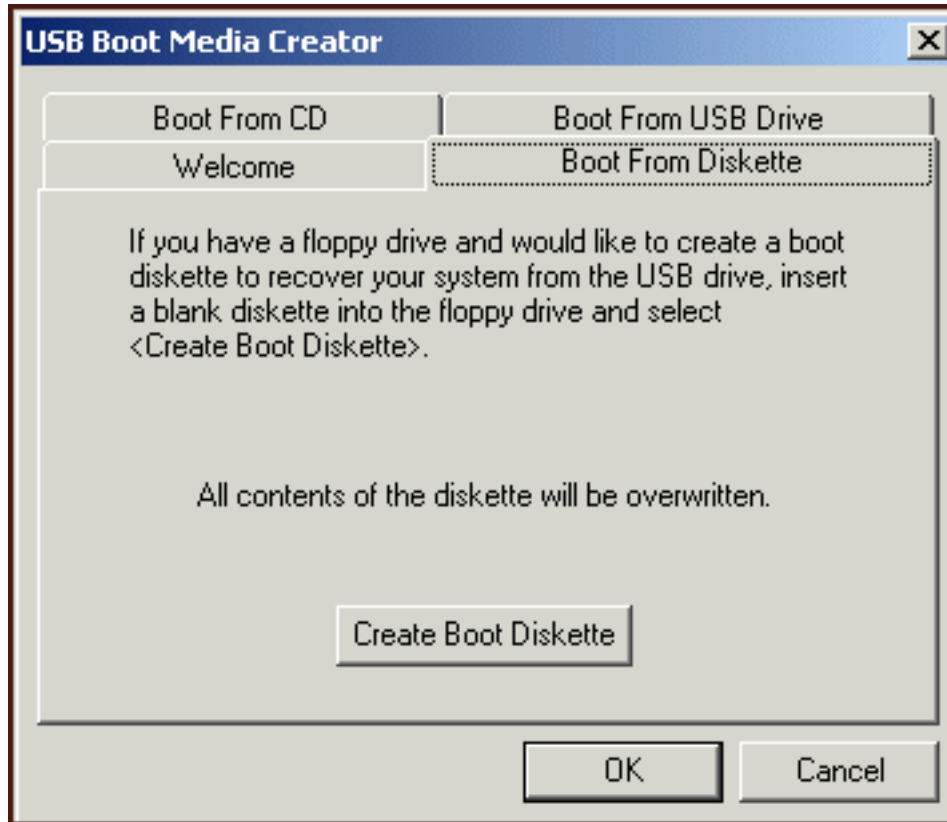 USB Boot Media Creator
Boot From CD
Boot From USB Drive
Welcome
Boot From Diskette
If you have a floppy drive and would like to create a boot
diskette to recover your system from the USB drive, insert
a blank diskette into the floppy drive and select
<Create Boot Diskette>.
All contents of the diskette will be overwritten.
Create Boot Diskette
OK
Cancel